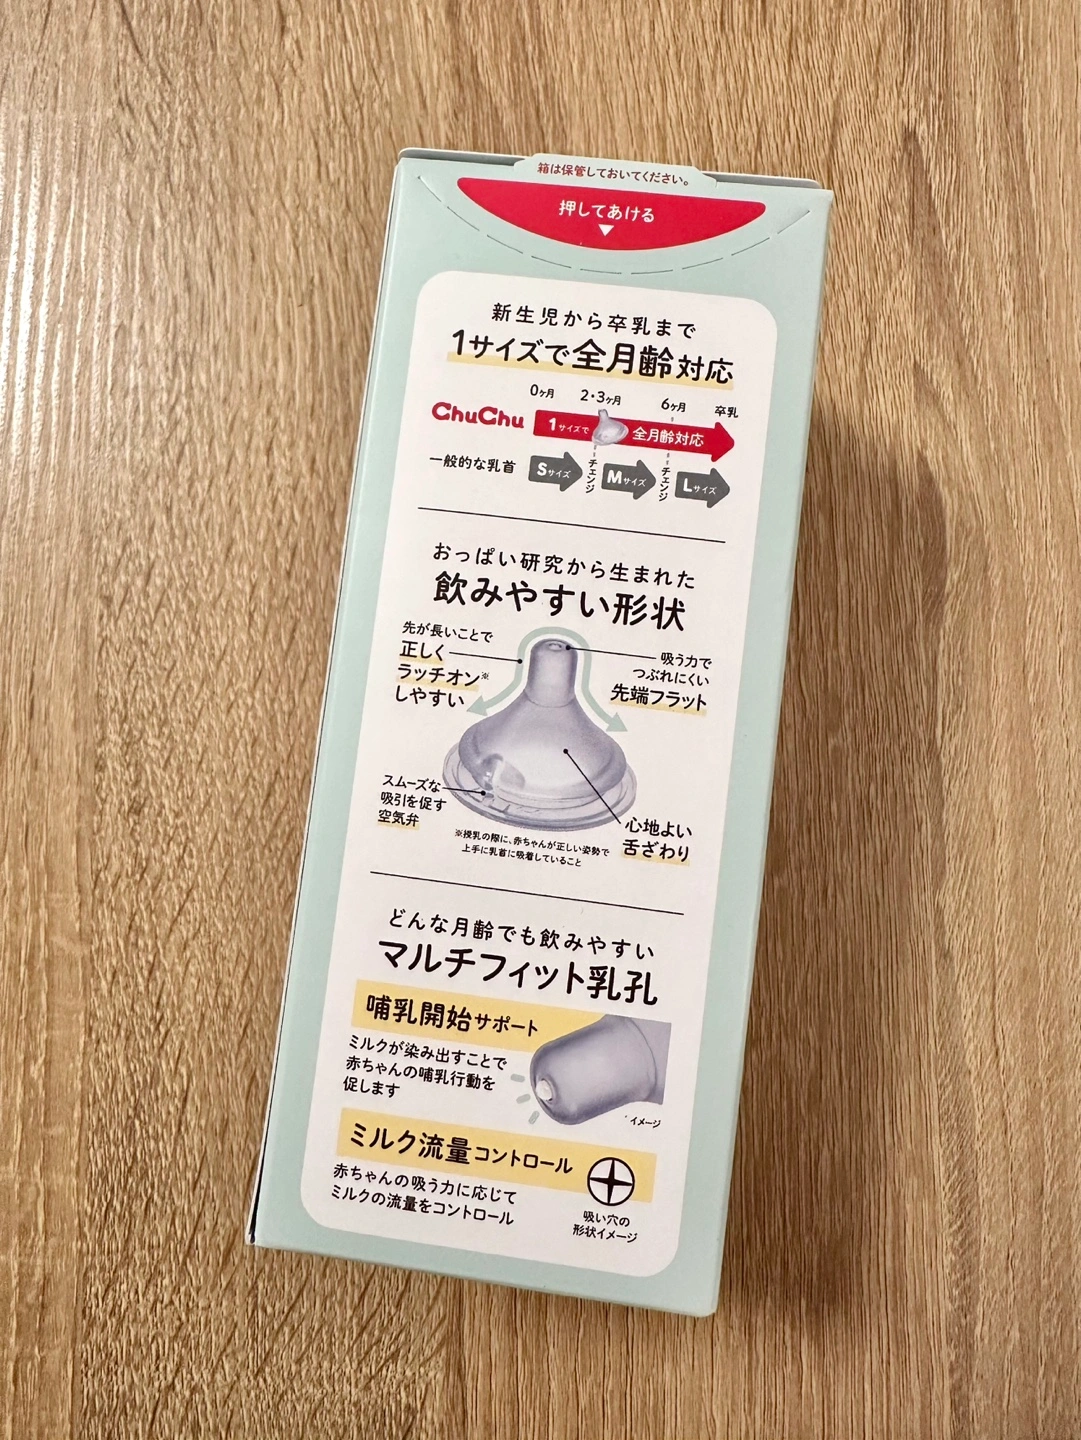 箱は保管しておいてください。
押してあける
新生児から卒乳まで
1サイズで全月齢対応
0ヶ月 2・3ヶ月 6ヶ月 卒乳
ChuChu 1サイズで 全月齢対応
一般的な乳首 Sサイズ チェンジ Mサイズ チェンジ Lサイズ
おっぱい研究から生まれた
飲みやすい形状
先が長いことで
正しく
ラッチオン※
しやすい
吸う力で
つぶれにくい
先端フラット
スムーズな
吸引を促す
空気弁
心地よい
舌ざわり
※授乳の際に、赤ちゃんが正しい姿勢で
上手に乳首に吸着していること
どんな月齢でも飲みやすい
マルチフィット乳孔
哺乳開始サポート
ミルクが染み出すことで
赤ちゃんの哺乳行動を
促します
イメージ
ミルク流量コントロール
赤ちゃんの吸う力に応じて
ミルクの流量をコントロール
吸い穴の
形状イメージ